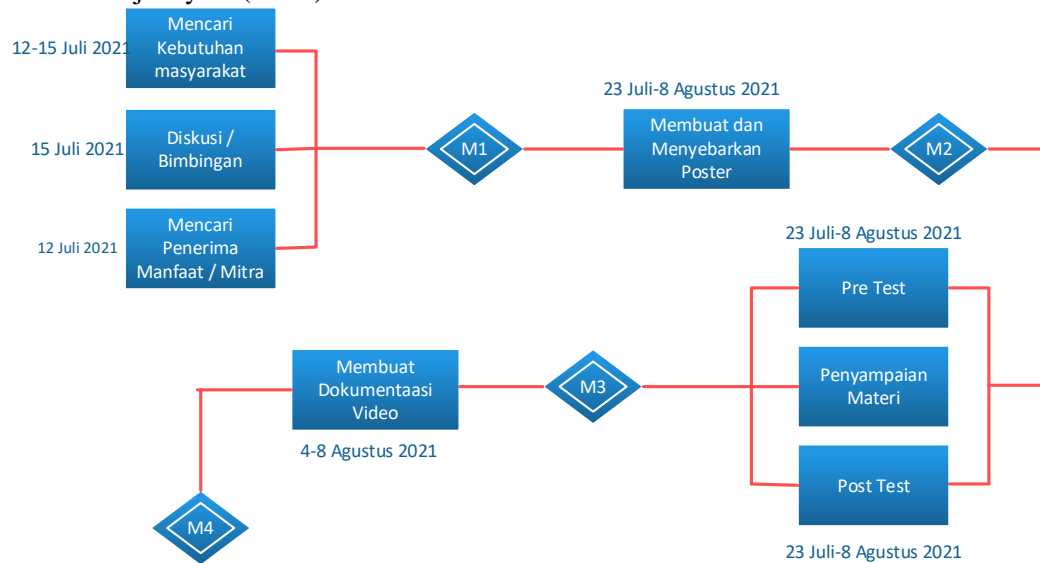 12-15 Juli 2021
Mencari
Kebutuhan
masyarakat
15 Juli 2021
Diskusi /
Bimbingan
12 Juli 2021
Mencari
Penerima
Manfaat / Mitra
M1
23 Juli-8 Agustus 2021
Membuat dan
Menyebarkan
Poster
M2
23 Juli-8 Agustus 2021
Pre Test
Penyampaian
Materi
Post Test
23 Juli-8 Agustus 2021
M3
Membuat
Dokumentaasi
Video
4-8 Agustus 2021
M4